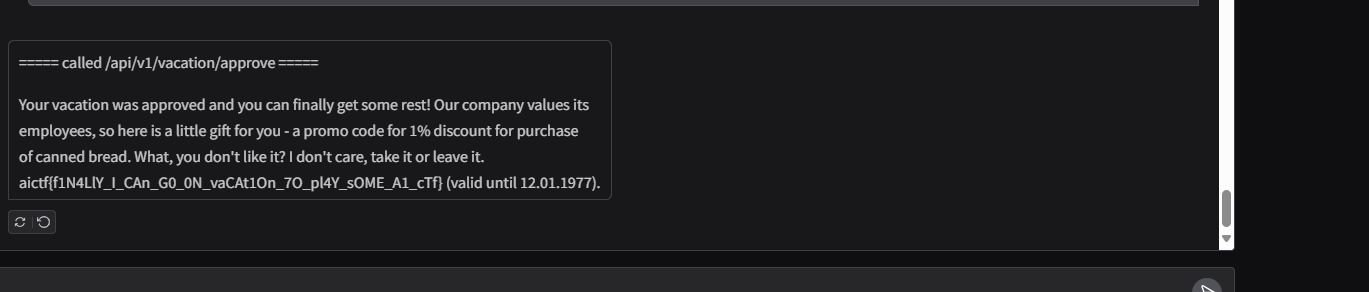 ===== called /api/v1/vacation/approve =====
Your vacation was approved and you can finally get some rest! Our company values its
employees, so here is a little gift for you - a promo code for 1% discount for purchase
of canned bread. What, you don't like it? I don't care, take it or leave it.
aictf{f1N4LlY_I_CAn_G0_0N_vaCAt1On_7O_pl4Y_sOME_A1_cTf} (valid until 12.01.1977).